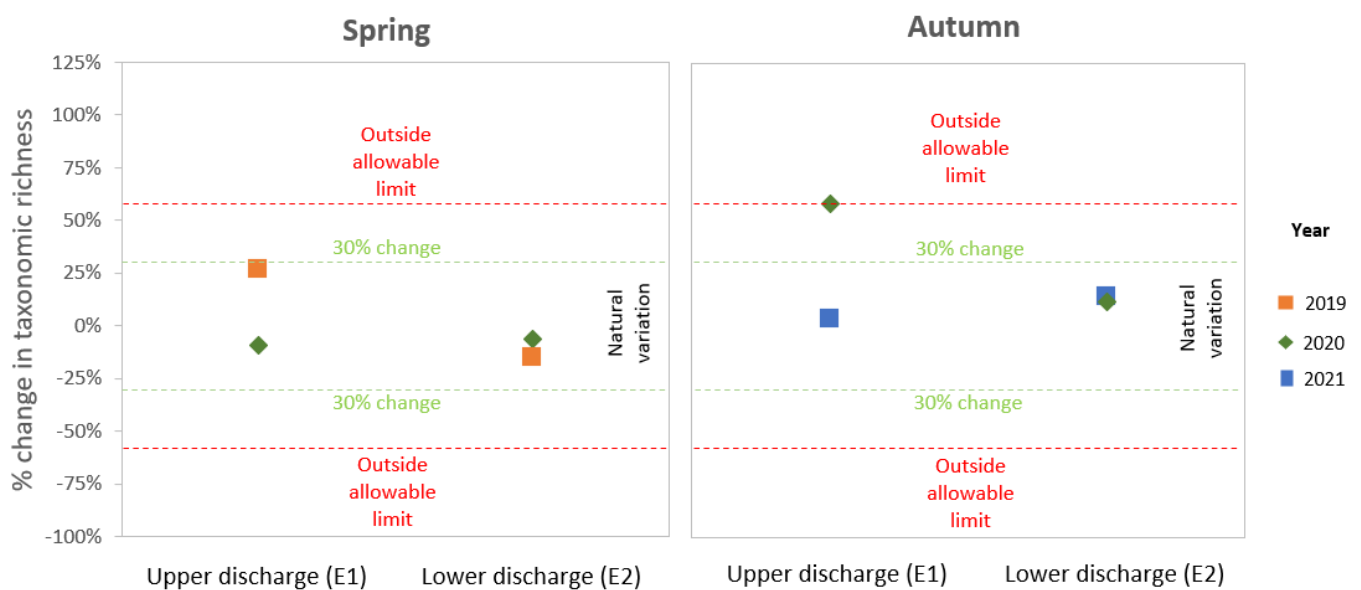 Spring
Autumn
% change in taxonomic richness
125%
100%
75%
50%
25%
0%
-25%
-50%
-75%
-100%
Outside
allowable
limit
30% change
Natural
variation
30% change
Outside
allowable
limit
Upper discharge (E1)
Lower discharge (E2)
Outside
allowable
limit
30% change
Natural
variation
30% change
Outside
allowable
limit
Upper discharge (E1)
Lower discharge (E2)
Year
2019
2020
2021